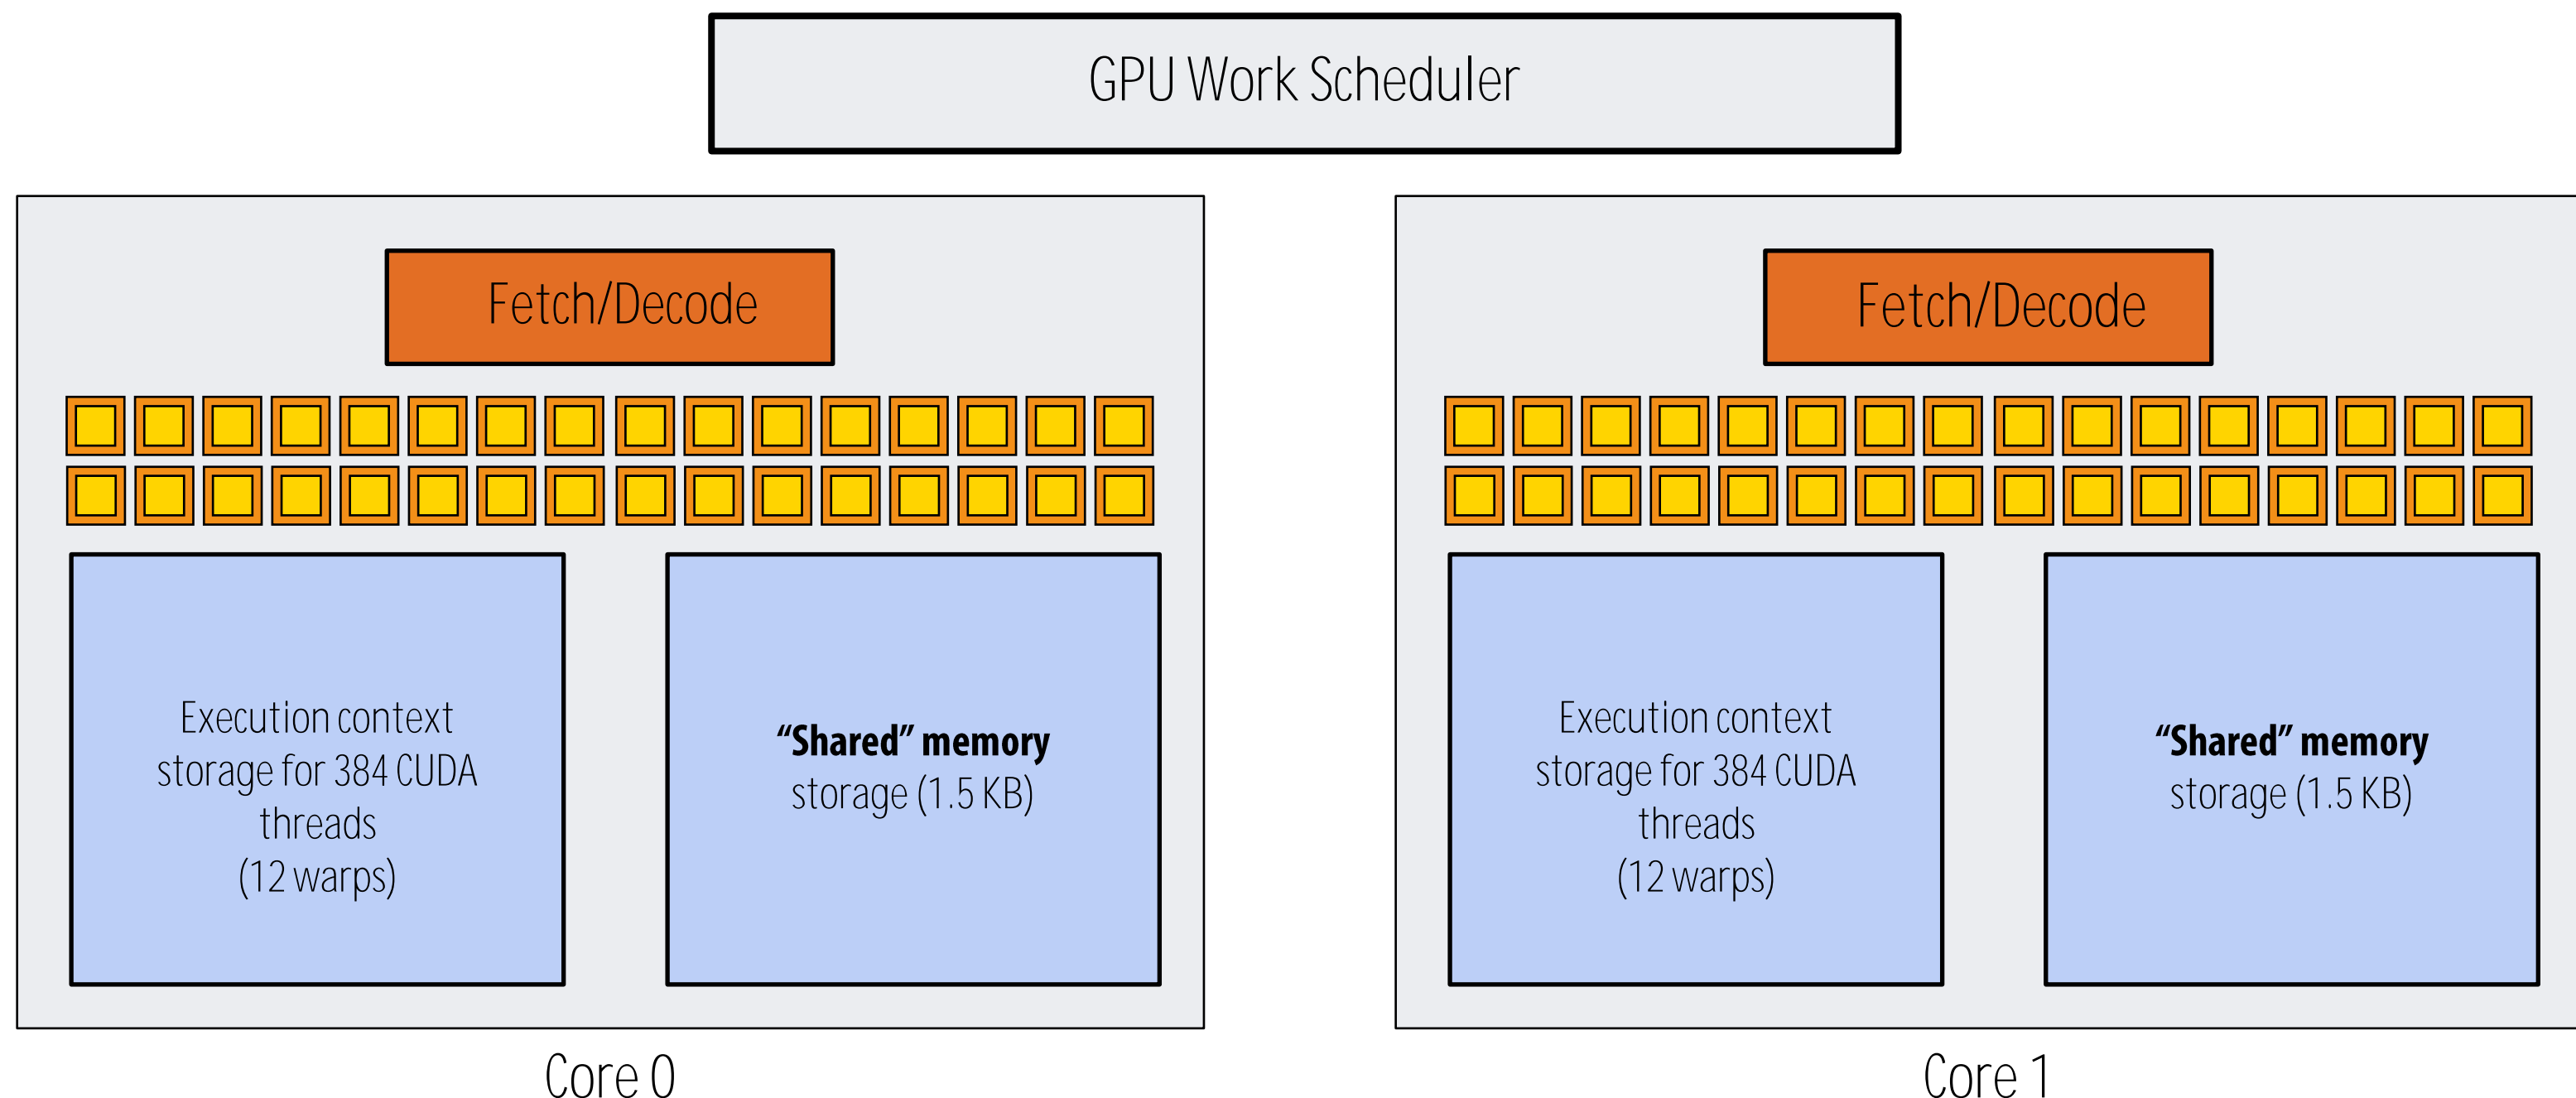 GPU Work Scheduler
Fetch/Decode
Execution context
storage for 384 CUDA
threads
(12 warps)
“Shared” memory
storage (1.5 KB)
Core 0
Fetch/Decode
Execution context
storage for 384 CUDA
threads
(12 warps)
“Shared” memory
storage (1.5 KB)
Core 1